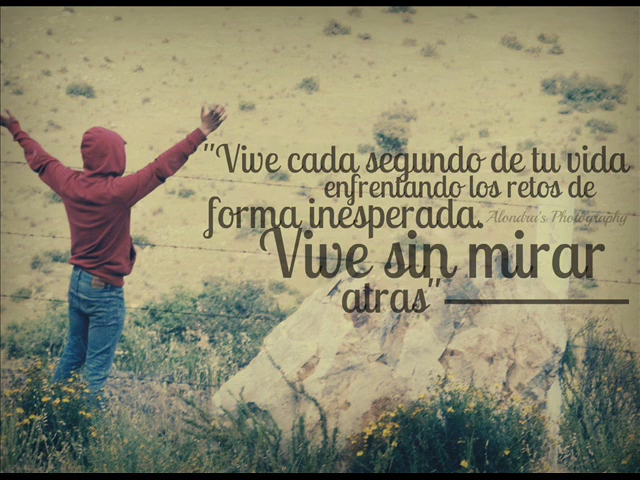 "Vive cada segundo de tu vida
enfrentando los retos de
forma inesperada.
Alondra's Photography
Vive sin mirar
atras"